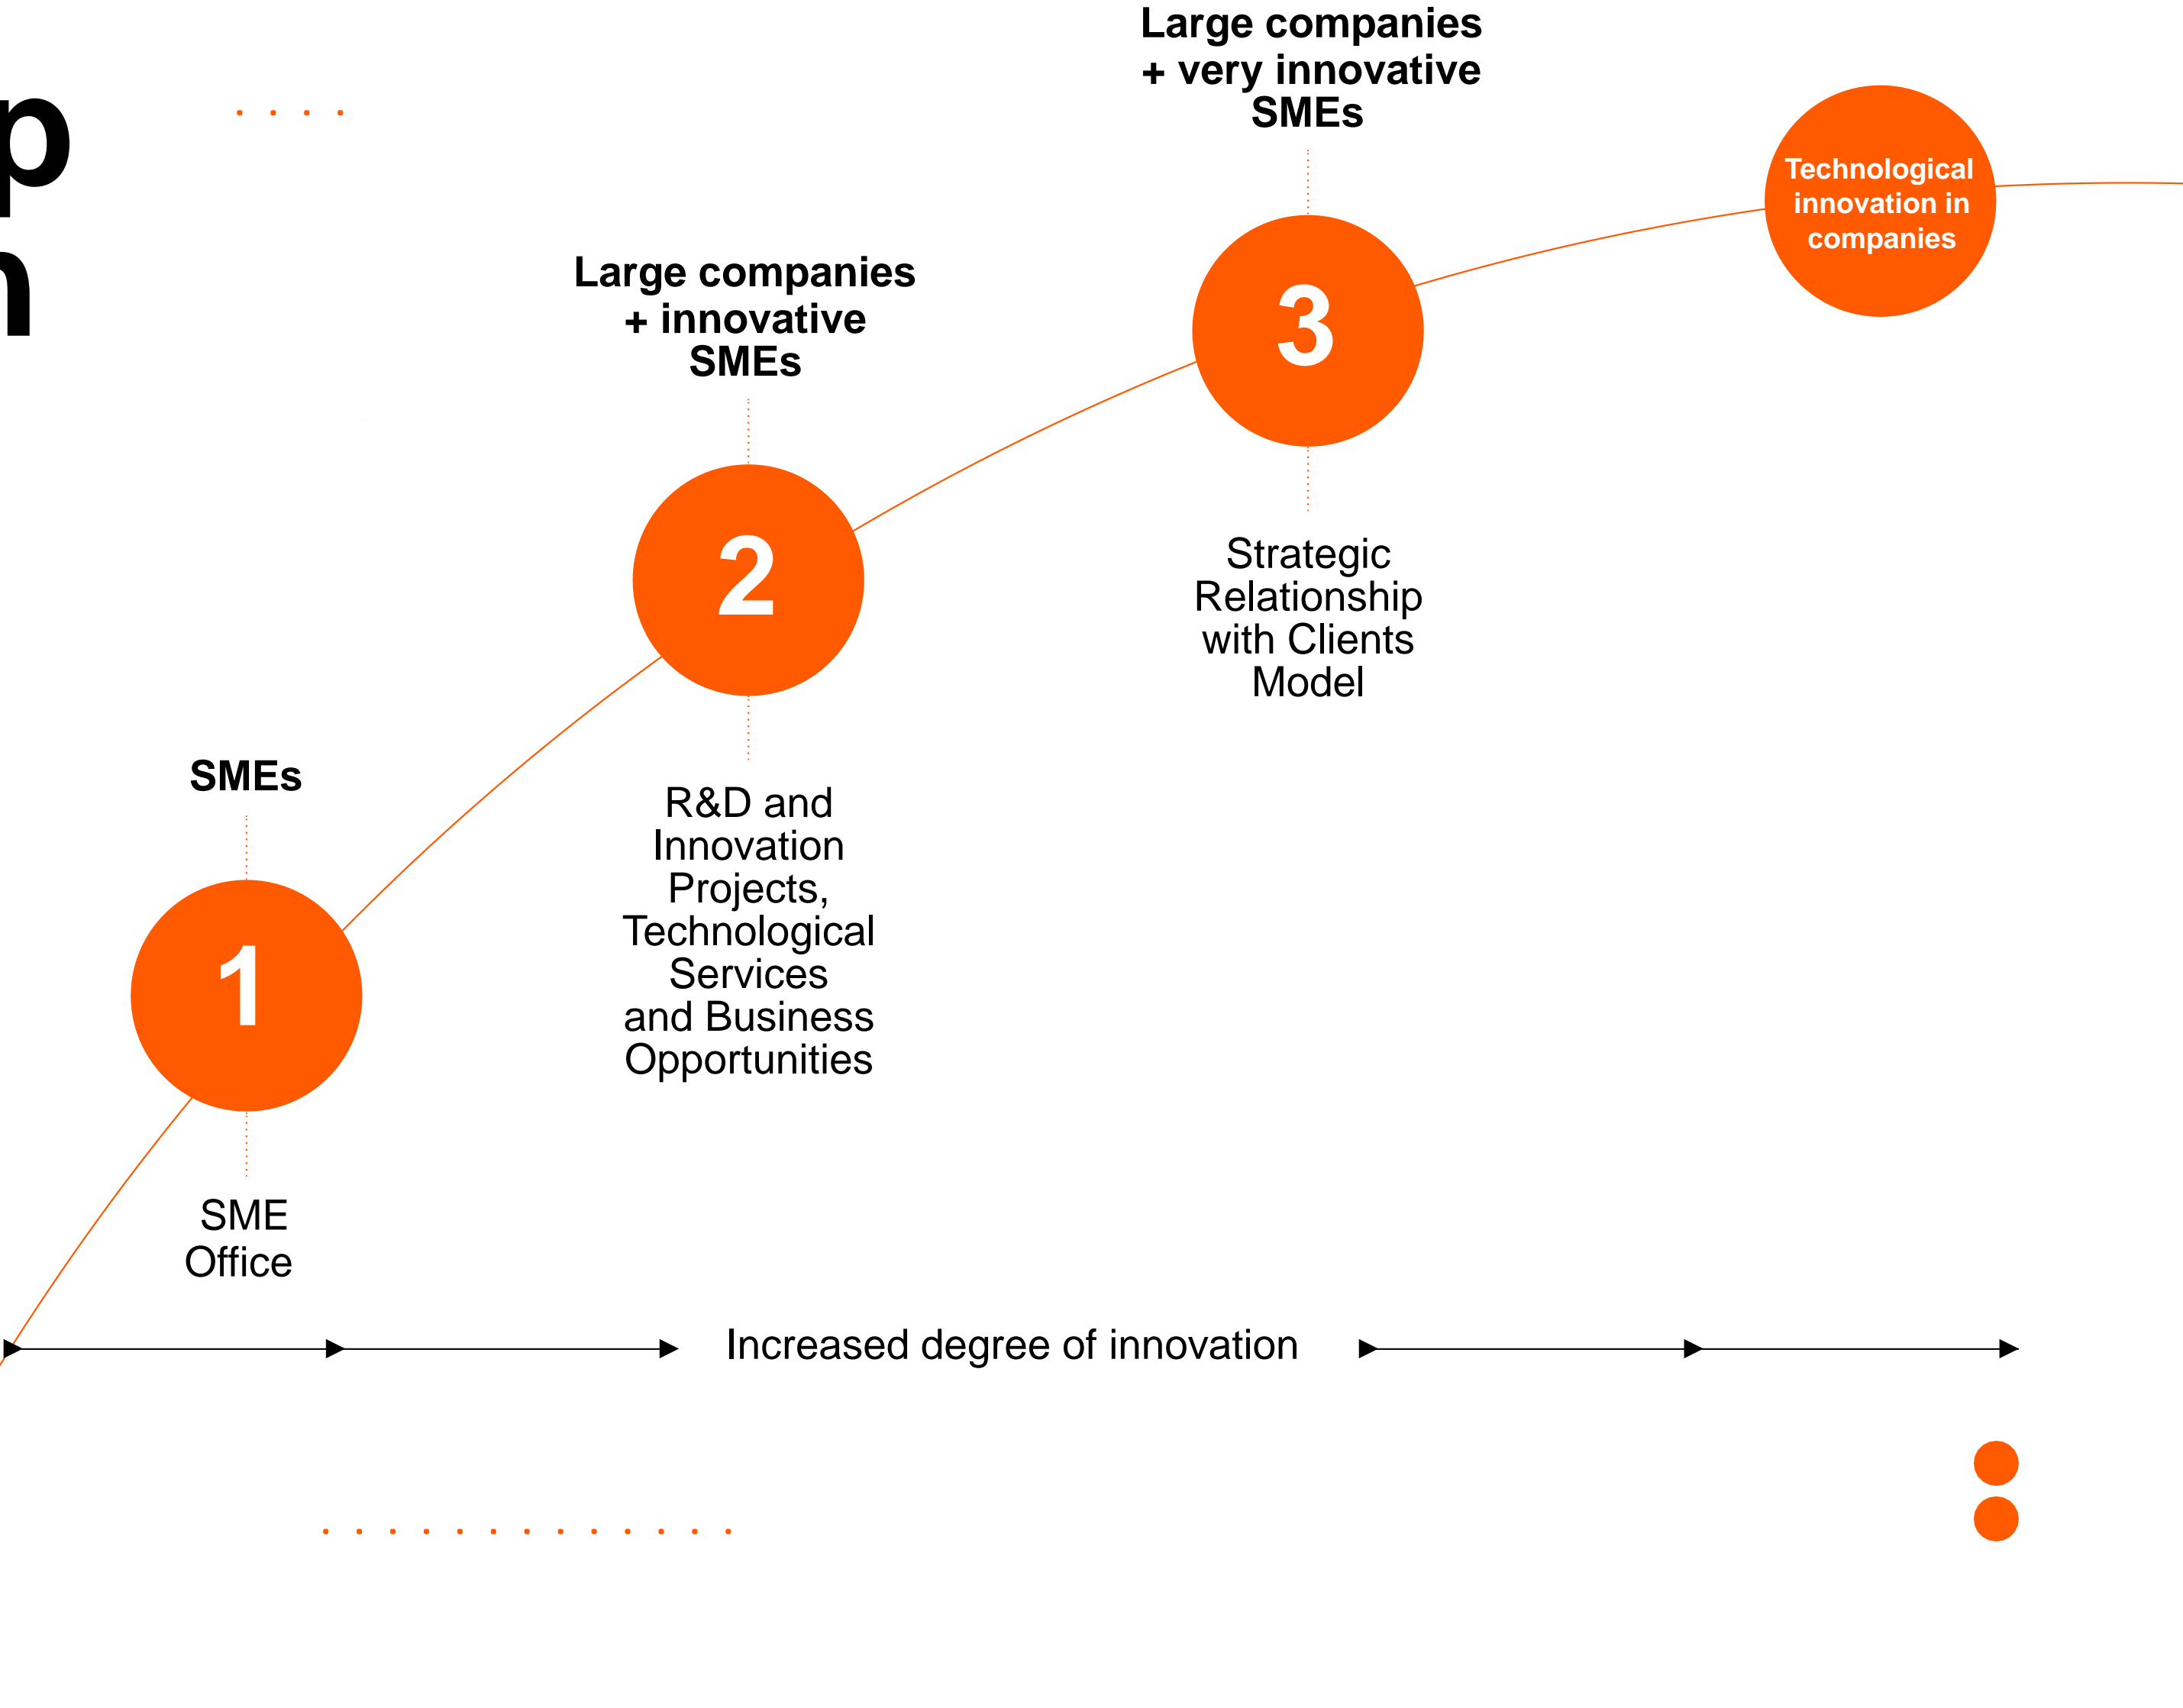 p
n
SMEs
1
SME
Office
Large companies
+ innovative
SMEs
2
R&D and
Innovation
Projects,
Technological
Services
and Business
Opportunities
Large companies
+ very innovative
SMEs
3
Strategic
Relationship
with Clients
Model
Technological
innovation in
companies
Increased degree of innovation